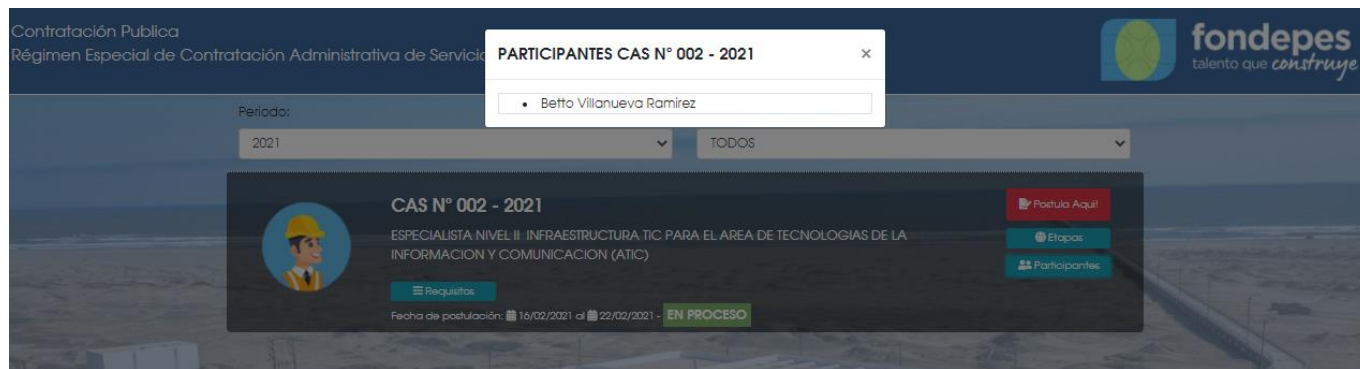 Contratación Publica
Régimen Especial de Contratación Administrativa de Servicio
PARTICIPANTES CAS N° 002 - 2021
×
• Betto Villanueva Ramirez
fondepes
talento que construye
Periodo:
2021
TODOS
CAS N° 002 - 2021
ESPECIALISTA NIVEL II INFRAESTRUCTURA TIC PARA EL AREA DE TECNOLOGIAS DE LA
INFORMACION Y COMUNICACION (ATIC)
Requisitos
Fecha de postulación: 16/02/2021 al 22/02/2021 - EN PROCESO
Postula Aqui!
Etapas
Participantes